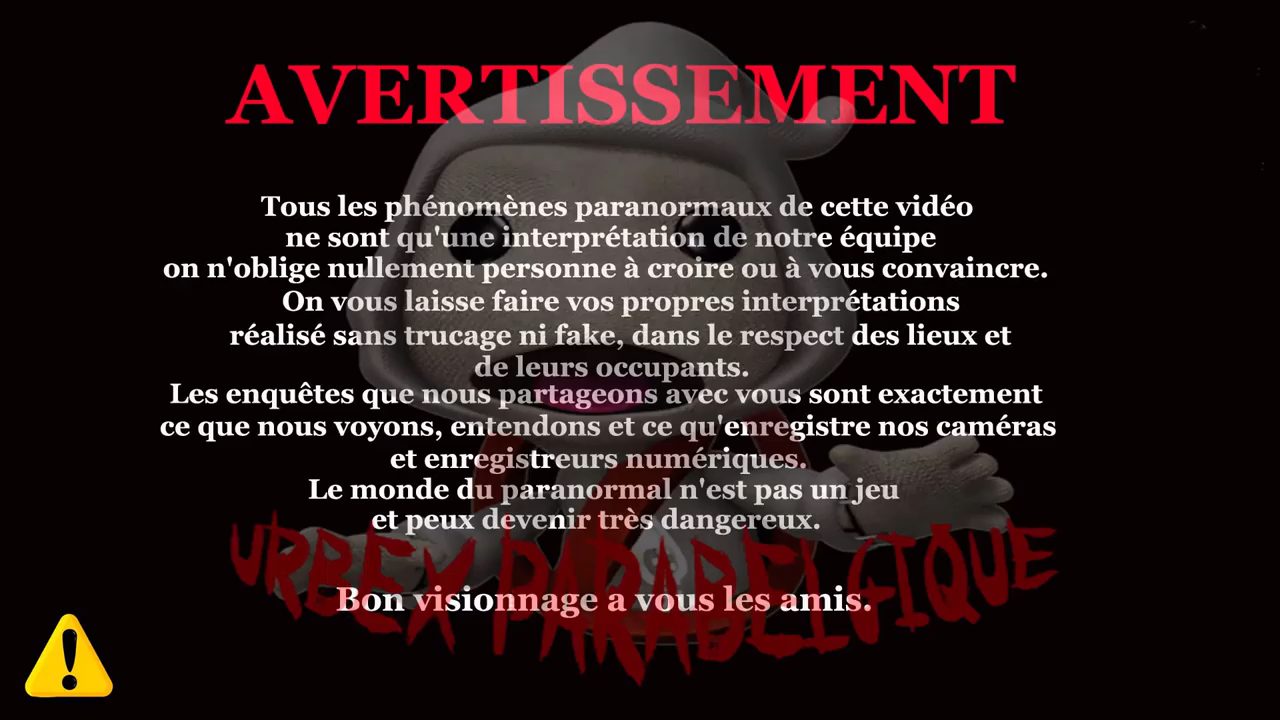 AVERTISSEMENT
Tous les phénomènes paranormaux de cette vidéo
ne sont qu'une interprétation de notre équipe
on n'oblige nullement personne à croire ou à vous convaincre.
On vous laisse faire vos propres interprétations
réalisé sans trucage ni fake, dans le respect des lieux et
de leurs occupants.
Les enquêtes que nous partageons avec vous sont exactement
ce que nous voyons, entendons et ce qu'enregistre nos caméras
et enregistreurs numériques.
Le monde du paranormal n'est pas un jeu
et peux devenir très dangereux.
URBEX PARABELGIQUE
Bon visionnage a vous les amis.